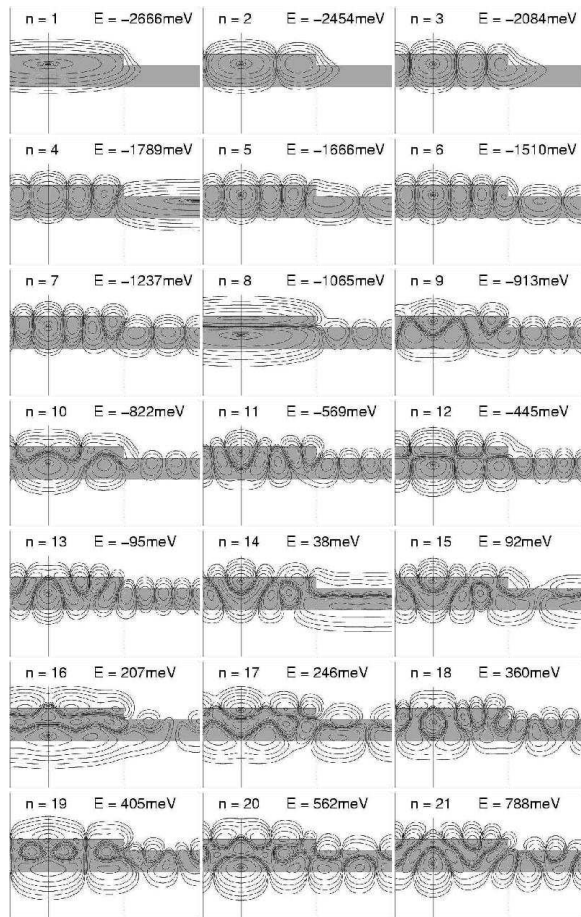 n = 1 E = −2666meV n = 2 E = −2454meV n = 3 E = −2084meV
n = 4 E = −1789meV n = 5 E = −1666meV n = 6 E = −1510meV
n = 7 E = −1237meV n = 8 E = −1065meV n = 9 E = −913meV
n = 10 E = −822meV n = 11 E = −569meV n = 12 E = −445meV
n = 13 E = −95meV n = 14 E = 38meV n = 15 E = 92meV
n = 16 E = 207meV n = 17 E = 246meV n = 18 E = 360meV
n = 19 E = 405meV n = 20 E = 562meV n = 21 E = 788meV